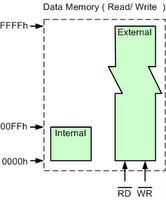 Data Memory ( Read/ Write )
FFFFh
External
00FFh
Internal
0000h
RD WR